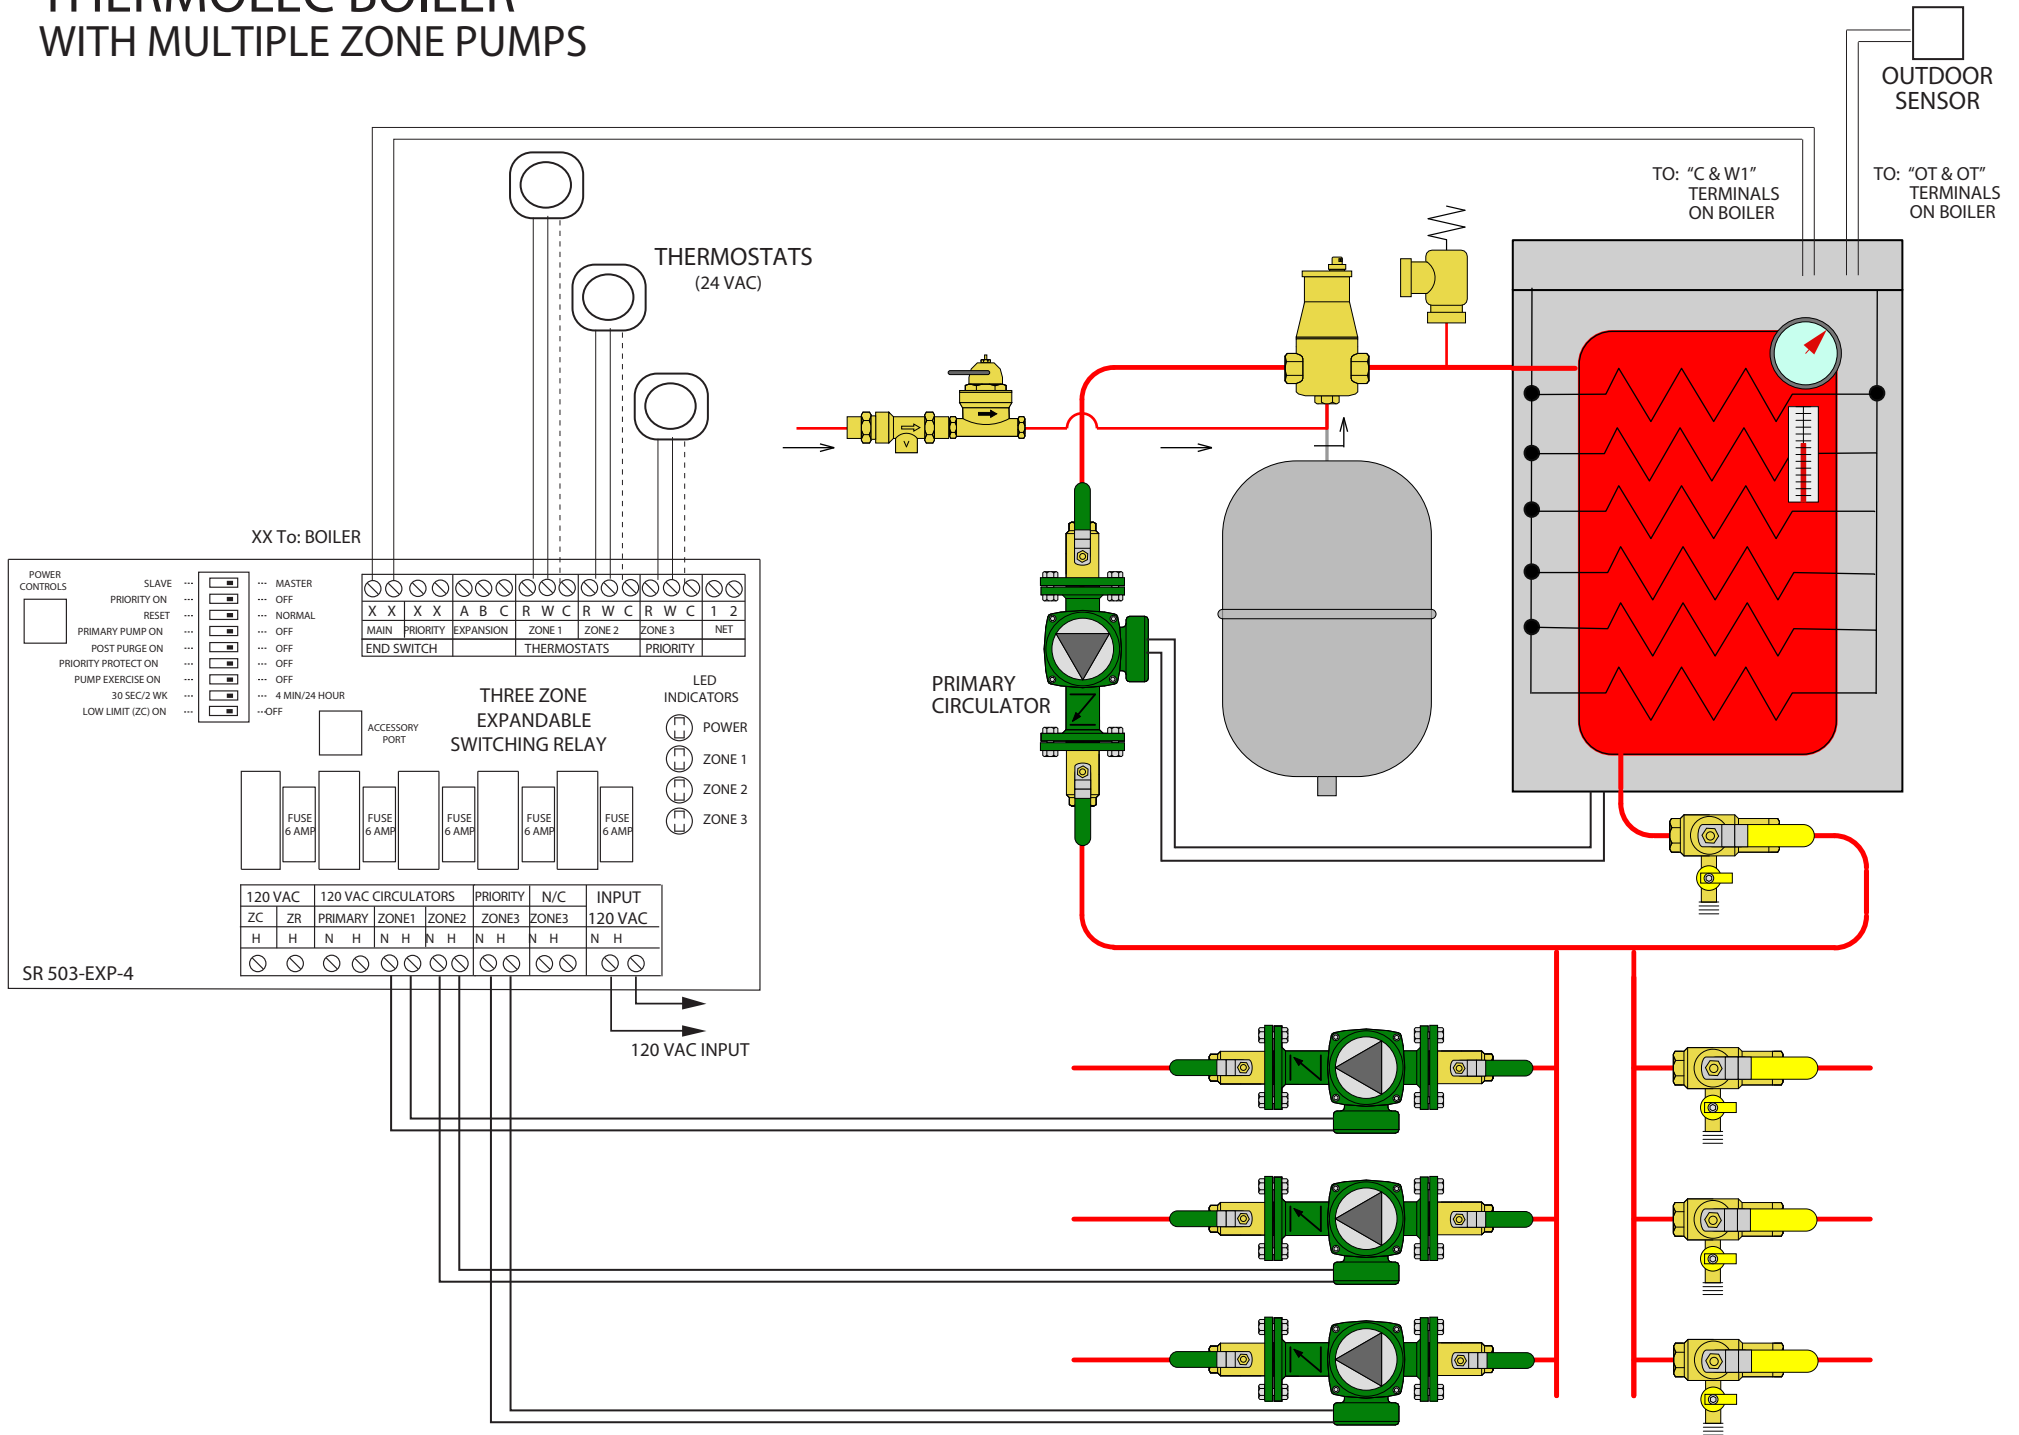 THERMOLEC BOILER
WITH MULTIPLE ZONE PUMPS
OUTDOOR
SENSOR
TO: “C & W1”
TERMINALS
ON BOILER
TO: “OT & OT”
TERMINALS
ON BOILER
THERMOSTATS
(24 VAC)
XX To: BOILER
POWER
CONTROLS
SLAVE --- --- MASTER
PRIORITY ON --- --- OFF
RESET --- --- NORMAL
PRIMARY PUMP ON --- --- OFF
POST PURGE ON --- --- OFF
PRIORITY PROTECT ON --- --- OFF
PUMP EXERCISE ON --- --- OFF
30 SEC/2 WK --- --- 4 MIN/24 HOUR
LOW LIMIT (ZC) ON --- ---OFF
X X X X A B C R W C R W C R W C 1 2
MAIN PRIORITY EXPANSION ZONE 1 ZONE 2 ZONE 3 NET
END SWITCH THERMOSTATS PRIORITY
ACCESSORY
PORT
THREE ZONE
EXPANDABLE
SWITCHING RELAY
LED
INDICATORS
POWER
ZONE 1
ZONE 2
ZONE 3
FUSE
6 AMP
FUSE
6 AMP
FUSE
6 AMP
FUSE
6 AMP
FUSE
6 AMP
120 VAC 120 VAC CIRCULATORS PRIORITY N/C INPUT
ZC ZR PRIMARY ZONE1 ZONE2 ZONE3 ZONE3 120 VAC
H H N H N H N H N H N H N H
SR 503-EXP-4
120 VAC INPUT
PRIMARY
CIRCULATOR
V